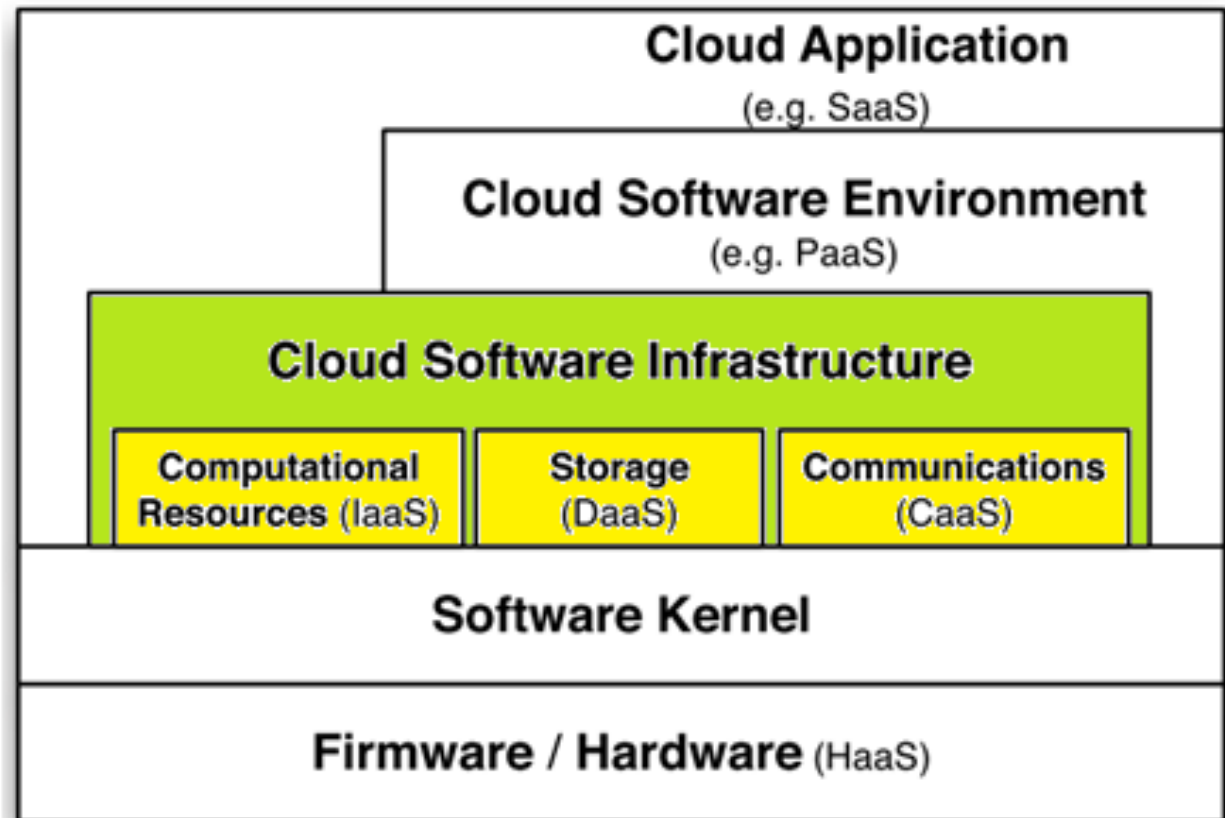 Cloud Application
(e.g. SaaS)
Cloud Software Environment
(e.g. PaaS)
Cloud Software Infrastructure
Computational
Resources (IaaS)
Storage
(DaaS)
Communications
(CaaS)
Software Kernel
Firmware / Hardware (HaaS)